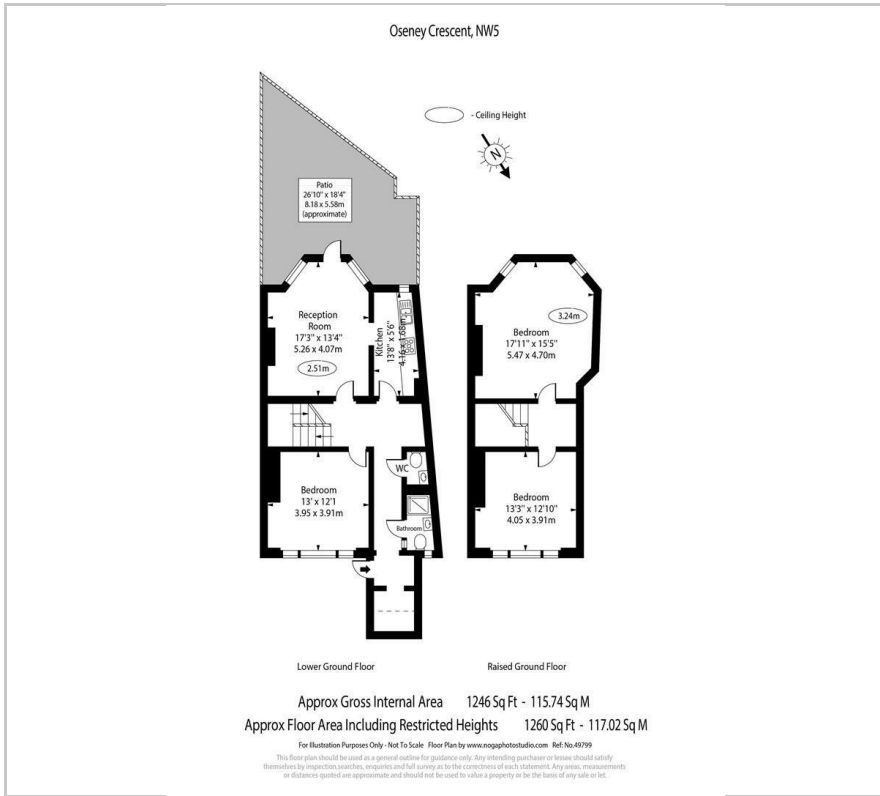 Oseney Crescent, NW5
- Ceiling Height
N
Patio
26'10" x 18'4"
8.18 x 5.58m
(approximate)
Reception
Room
17'3" x 13'4"
5.26 x 4.07m
2.51m
Kitchen
13'8" x 5'6"
4.16 x 1.68m
Bedroom
17'11" x 15'5"
5.47 x 4.70m
3.24m
WC
Bedroom
13' x 12'1
3.95 x 3.91m
Bathroom
Bedroom
13'3" x 12'10"
4.05 x 3.91m
Lower Ground Floor
Raised Ground Floor
Approx Gross Internal Area 1246 Sq Ft - 115.74 Sq M
Approx Floor Area Including Restricted Heights 1260 Sq Ft - 117.02 Sq M
For Illustration Purposes Only - Not To Scale Floor Plan by www.nogaphotostudio.com Ref: No.49799
This floor plan should be used as a general outline for guidance only. Any intending purchaser or lessee should satisfy
themselves by inspection,searches, enquiries and full survey as to the correctness of each statement. Any areas, measurements
or distances quoted are approximate and should not be used to value a property or be the basis of any sale or let.